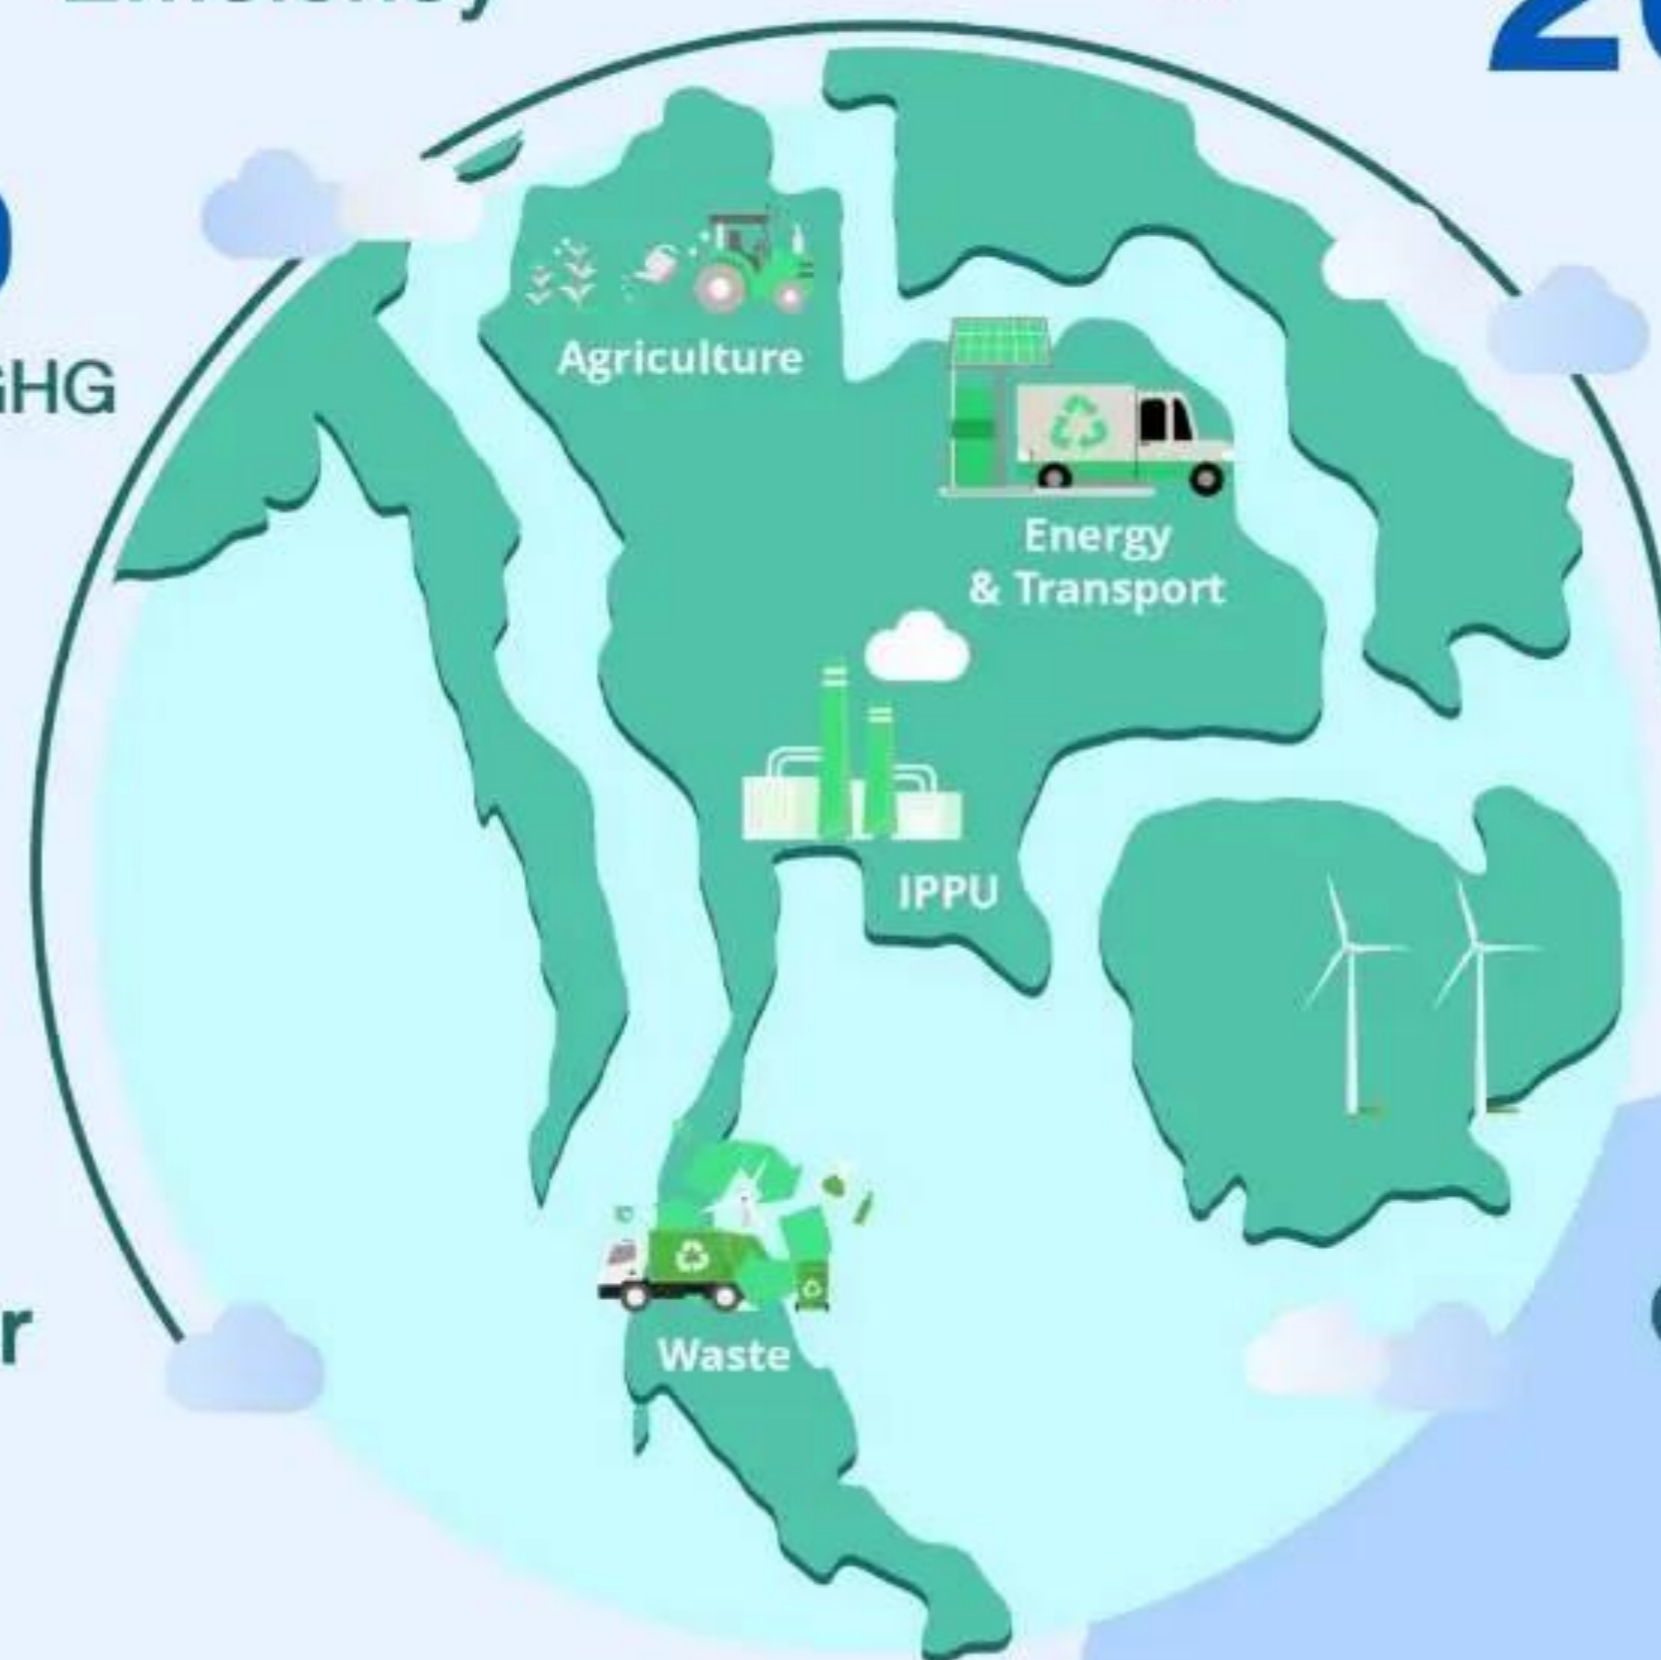 GHG
Agriculture
Energy
& Transport
IPPU
Waste